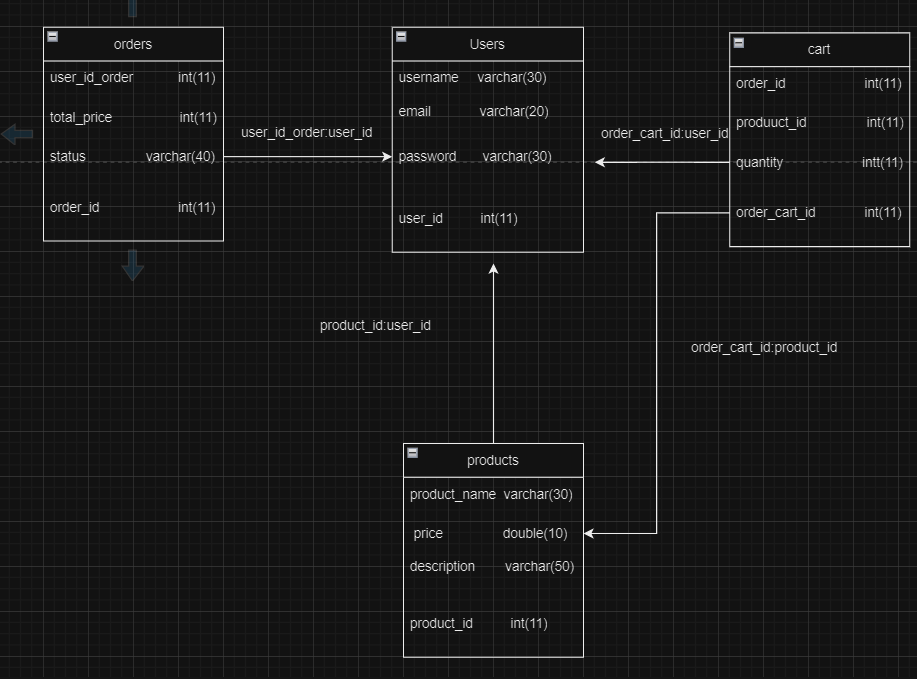 orders
user_id_order int(11)
total_price int(11)
status varchar(40)
order_id int(11)
user_id_order:user_id
Users
username varchar(30)
email varchar(20)
password varchar(30)
user_id int(11)
order_cart_id:user_id
cart
order_id int(11)
produuct_id int(11)
quantity intt(11)
order_cart_id int(11)
product_id:user_id
order_cart_id:product_id
products
product_name varchar(30)
price double(10)
description varchar(50)
product_id int(11)